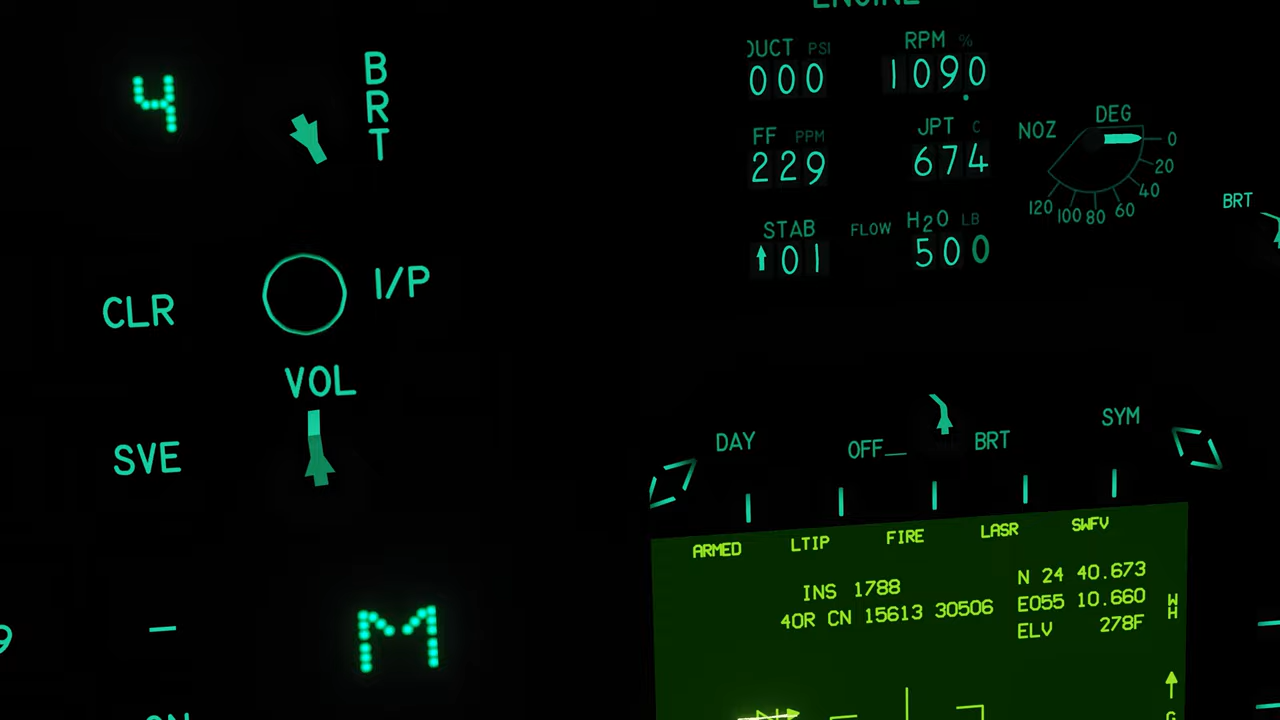 4
BRT
CLR
I/P
VOL
SVE
M
ENGINE
DUCT PSI
000
RPM %
1090
FF PPM
229
JPT C
674
STAB
01
FLOW
H2O LB
500
NOZ
DEG
0
20
40
60
80
100
120
BRT
DAY
OFF
BRT
SYM
ARMED LTIP FIRE LASR SWFV
INS 1788
40R CN 15613 30506
N 24 40.673
E055 10.660
ELV 278F
WH